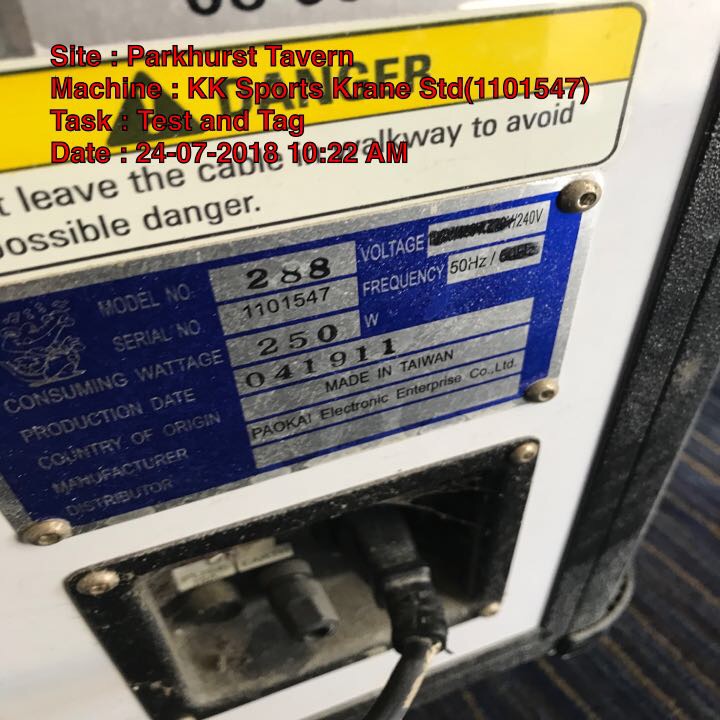 Site : Parkhurst Tavern
Machine : KK Sports Krane Std(1101547)
Task : Test and Tag
Date : 24-07-2018 10:22 AM
DANGER
leave the cable in walkway to avoid
possible danger.
MODEL NO. 288
SERIAL NO 1101547
CONSUMING WATTAGE 250 W
PRODUCTION DATE 041911
COUNTRY OF ORIGIN MADE IN TAIWAN
MANUFACTURER PAOKAI Electronic Enterprise Co.,Ltd.
DISTRIBUTOR
VOLTAGE 240V
FREQUENCY 50Hz /